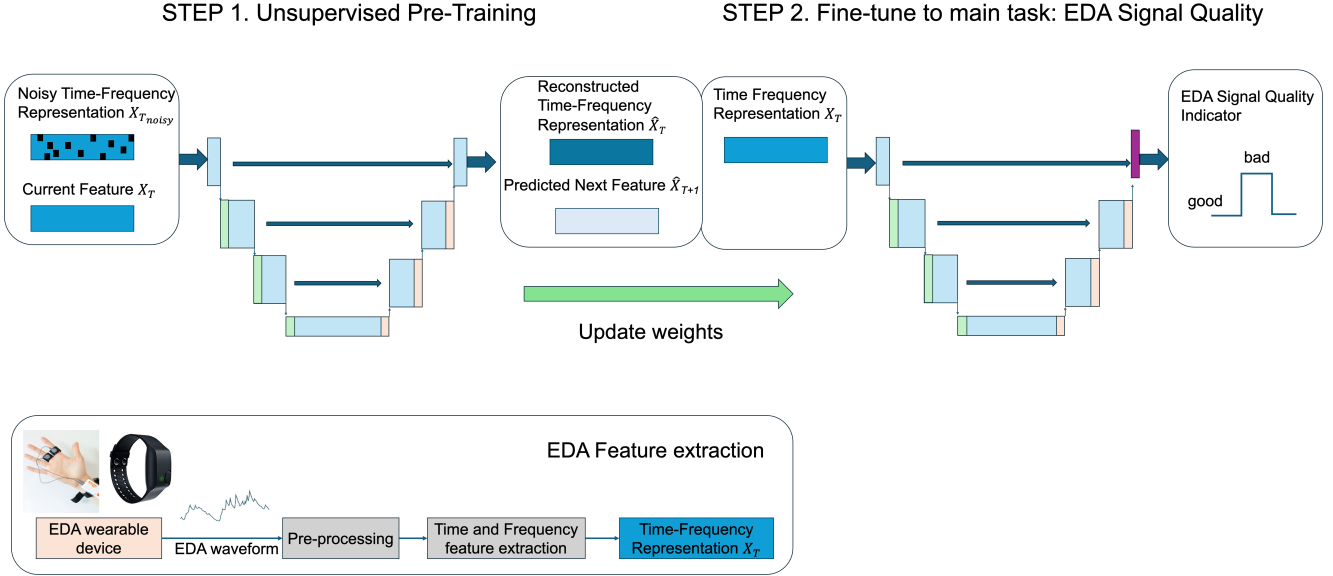 STEP 1. Unsupervised Pre-Training
STEP 2. Fine-tune to main task: EDA Signal Quality
Noisy Time-Frequency
Representation X_{T_{noisy}}
Current Feature X_T
Reconstructed
Time-Frequency
Representation X̂_T
Predicted Next Feature X̂_{T+1}
Time Frequency
Representation X_T
EDA Signal Quality
Indicator
bad
good
Update weights
EDA Feature extraction
EDA wearable
device
EDA waveform
Pre-processing
Time and Frequency
feature extraction
Time-Frequency
Representation X_T